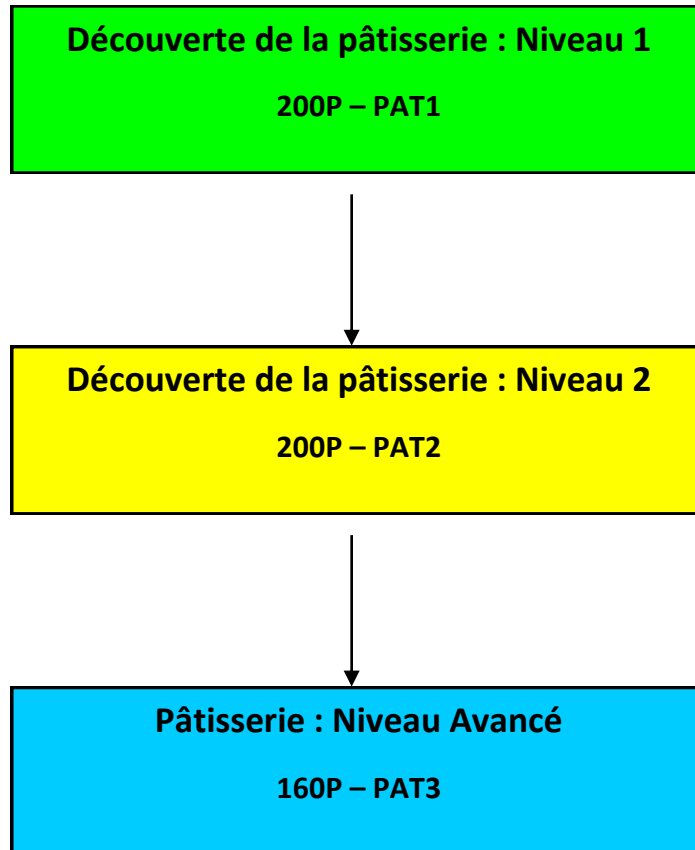 Découverte de la pâtisserie : Niveau 1
200P – PAT1
Découverte de la pâtisserie : Niveau 2
200P – PAT2
Pâtisserie : Niveau Avancé
160P – PAT3